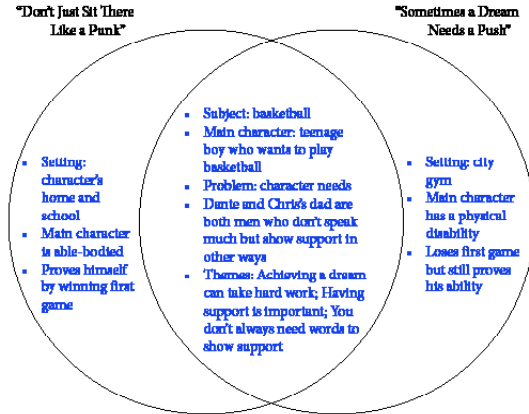 "Don't Just Sit There
Like a Punk"
"Sometimes a Dream
Needs a Push"
▪ Setting:
character's
home and
school
▪ Main character
is able-bodied
▪ Proves himself
by winning first
game
▪ Subject: basketball
▪ Main character: teenage
boy who wants to play
basketball
▪ Problem: character needs
▪ Dante and Chris's dad are
both men who don't speak
much but show support in
other ways
▪ Themes: Achieving a dream
can take hard work; Having
support is important; You
don't always need words to
show support
▪ Setting: city
gym
▪ Main character
has a physical
disability
▪ Loses first game
but still proves
his ability